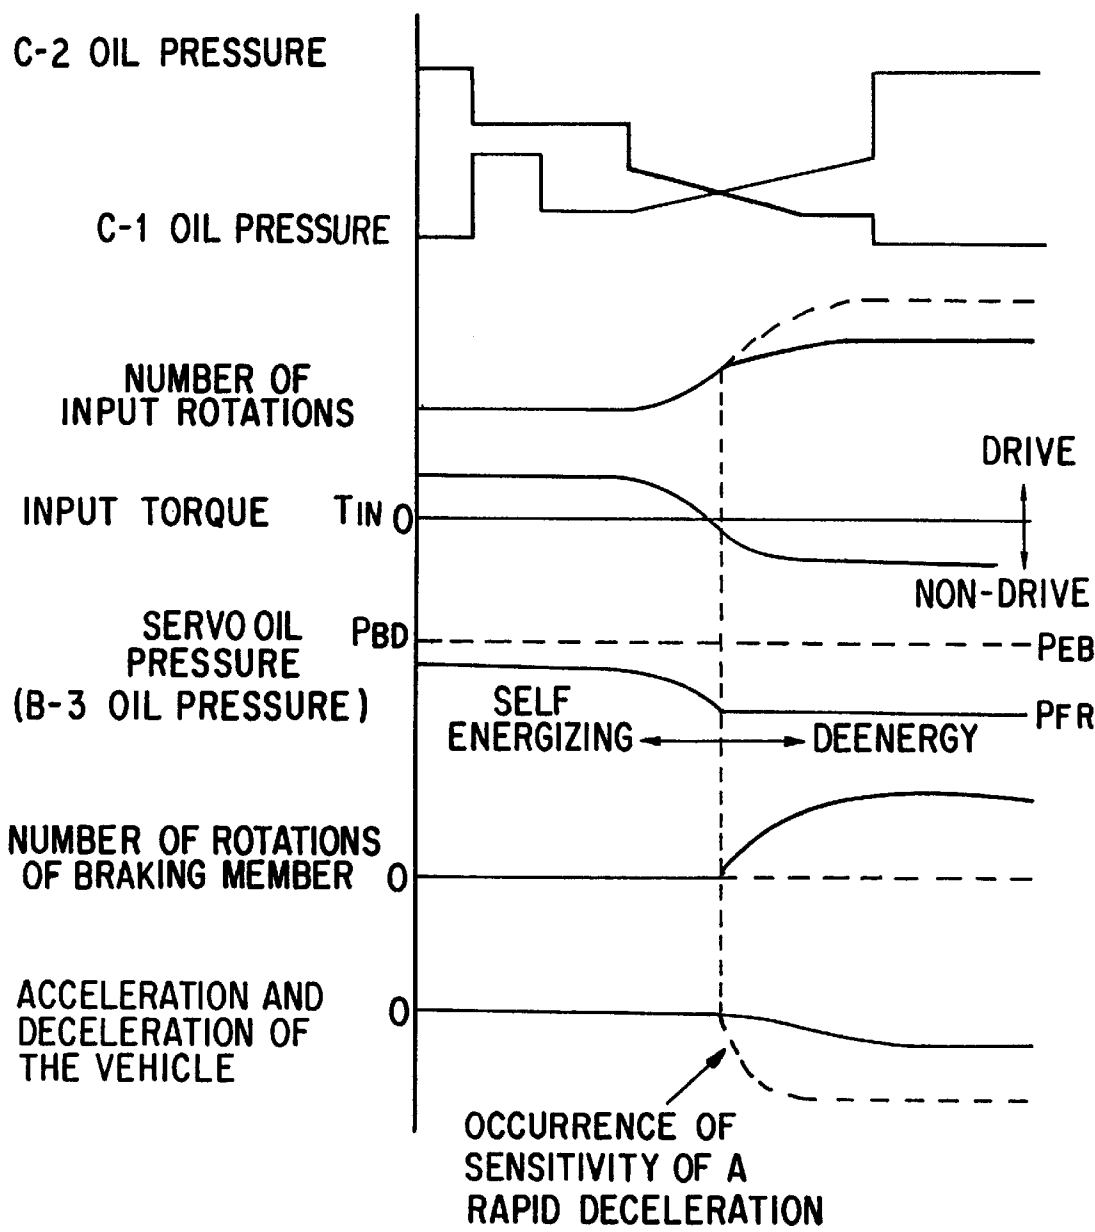 C-2 OIL PRESSURE
C-1 OIL PRESSURE
NUMBER OF
INPUT ROTATIONS
DRIVE
INPUT TORQUE TIN 0
NON-DRIVE
SERVO OIL
PRESSURE
(B-3 OIL PRESSURE)
PBD
PEB
PFR
SELF
ENERGIZING
DEENERGY
NUMBER OF ROTATIONS
OF BRAKING MEMBER 0
ACCELERATION AND
DECELERATION OF
THE VEHICLE
0
OCCURRENCE OF
SENSITIVITY OF A
RAPID DECELERATION